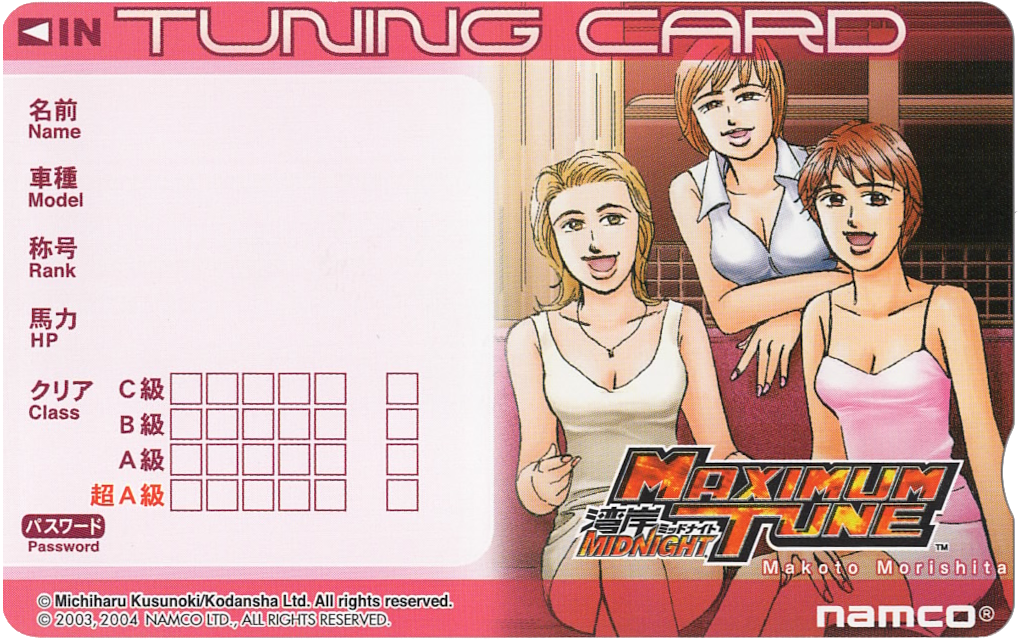 IN TUNING CARD
名前
Name
車種
Model
称号
Rank
馬力
HP
クリア C級
Class
B級
A級
超A級
パスワード
Password
MAXIMUM
TUNE
湾岸 ミッドナイト
MIDNIGHT
TM
Makoto Morishita
© Michiharu Kusunoki/Kodansha Ltd. All rights reserved.
© 2003, 2004 NAMCO LTD., ALL RIGHTS RESERVED.
namco®